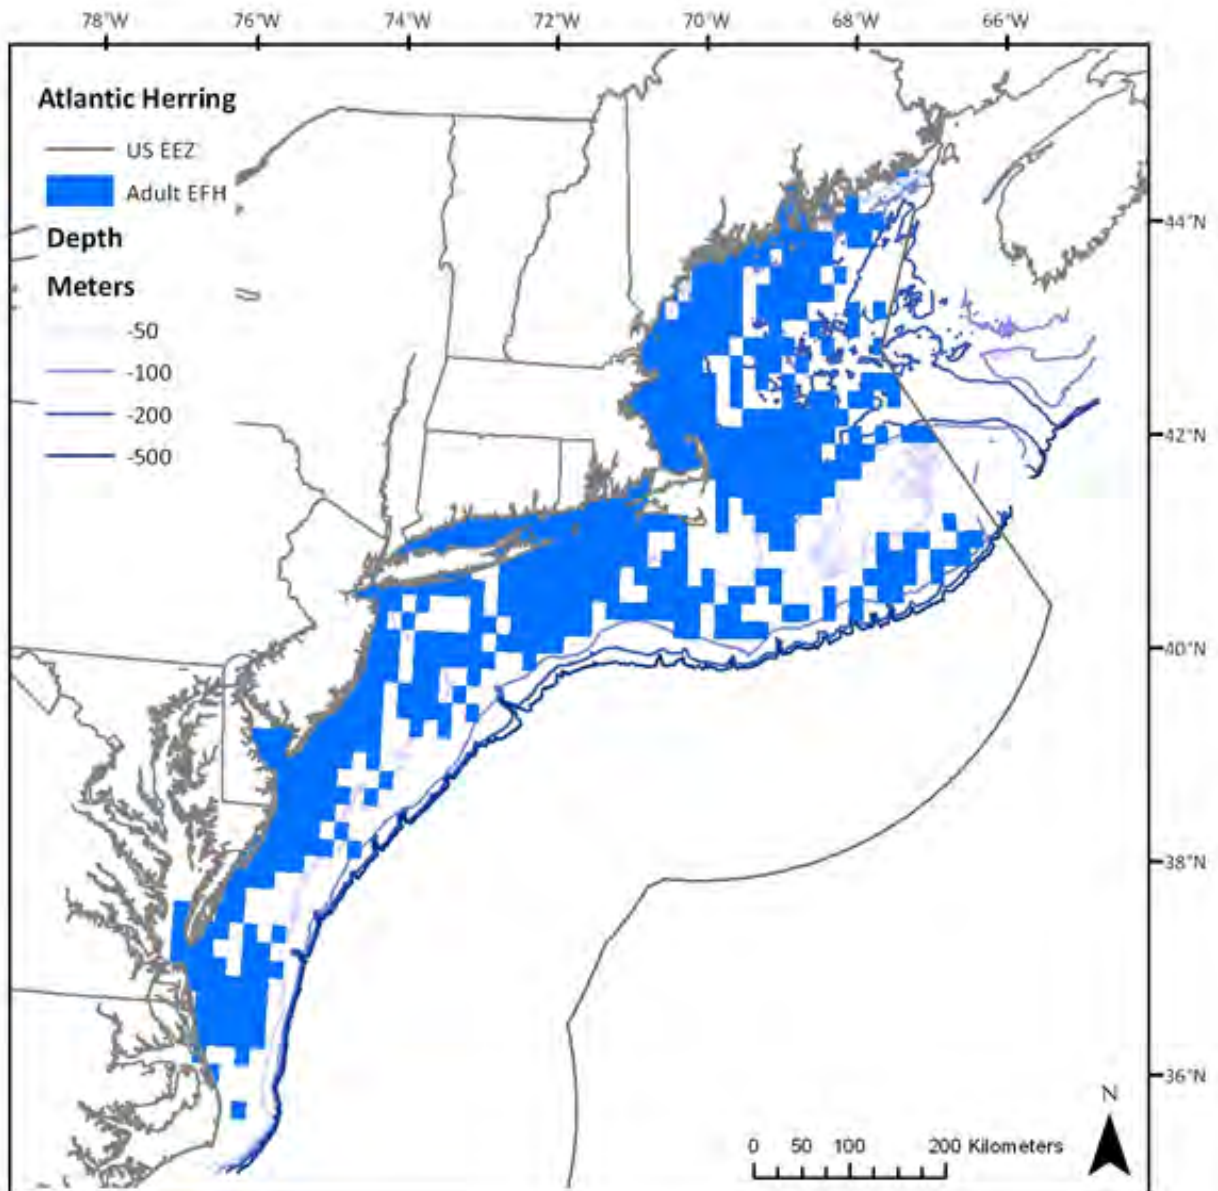 78°W 76°W 74°W 72°W 70°W 68°W 66°W
Atlantic Herring
US EEZ
Adult EFH
Depth
Meters
-50
-100
-200
-500
44°N
42°N
40°N
38°N
36°N
N
0 50 100 200 Kilometers